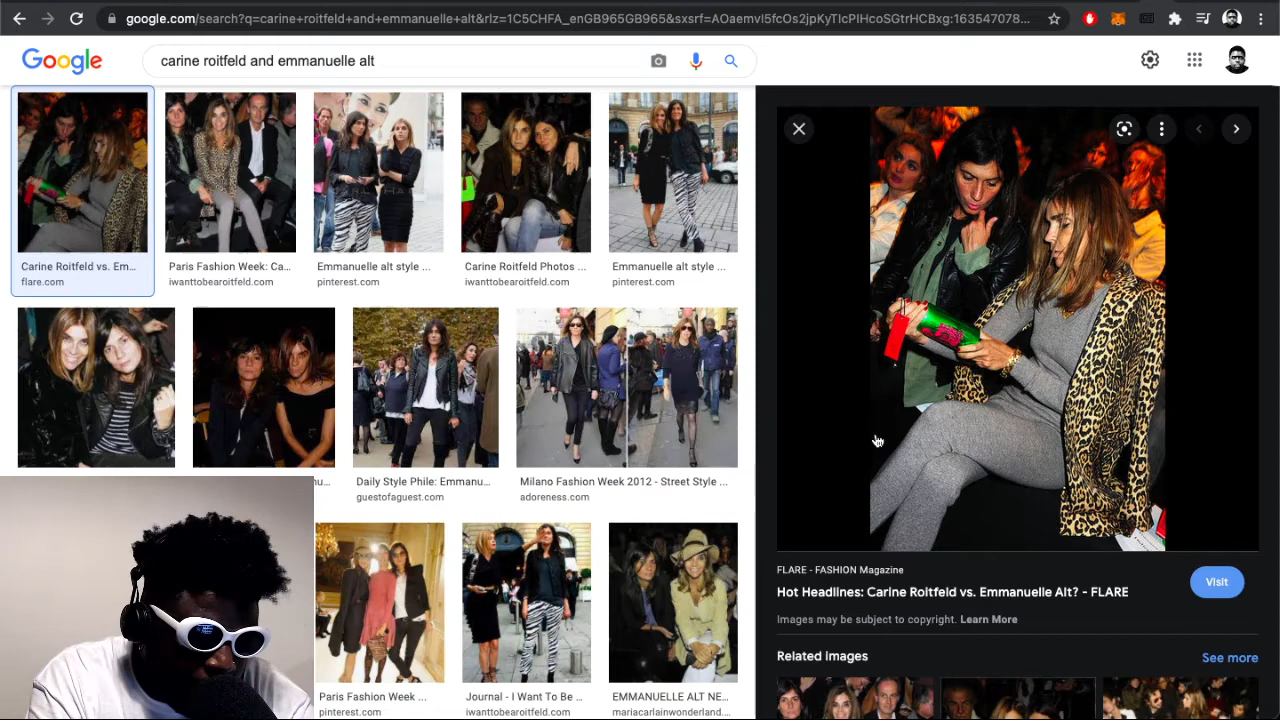 google.com/search?q=carine+roitfeld+and+emmanuelle+alt&rlz=1C5CHFA_enGB965GB965&sxsrf=AOaemvI5fcOs2jpKyTIcPIHcoSGtrHCBxg:1635470708...
Google
carine roitfeld and emmanuelle alt
Carine Roitfeld vs. Em...
flare.com
Paris Fashion Week: Ca...
iwanttobearoitfeld.com
Emmanuelle alt style ...
pinterest.com
Carine Roitfeld Photos ...
iwanttobearoitfeld.com
Emmanuelle alt style ...
pinterest.com
nu...
Daily Style Phile: Emmanu...
guestofaguest.com
Milano Fashion Week 2012 - Street Style ...
adoreness.com
Paris Fashion Week ...
pinterest.com
Journal - I Want To Be ...
iwanttobearoitfeld.com
EMMANUELLE ALT NE...
mariacarlainwonderland....
FLARE - FASHION Magazine
Hot Headlines: Carine Roitfeld vs. Emmanuelle Alt? - FLARE
Visit
Images may be subject to copyright. Learn More
Related images
See more